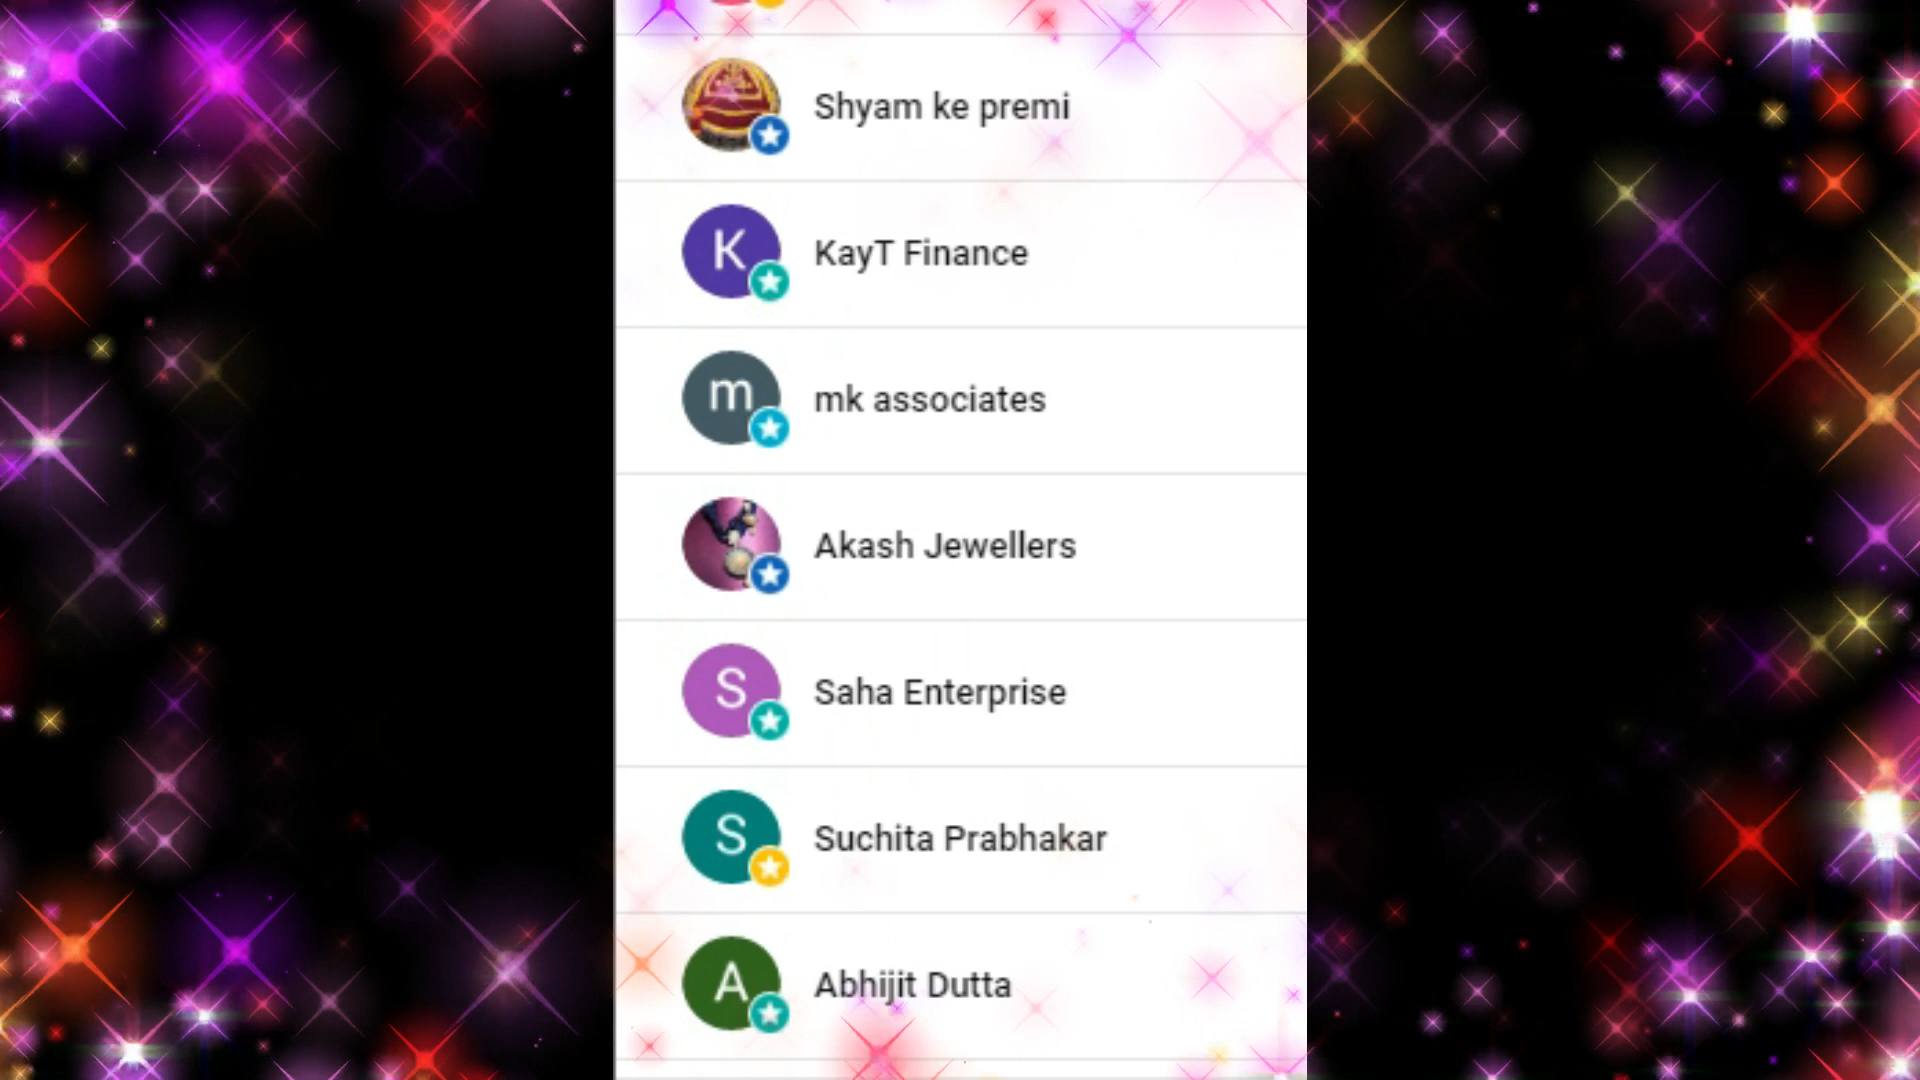 Shyam ke premi
K
KayT Finance
m
mk associates
Akash Jewellers
S
Saha Enterprise
S
Suchita Prabhakar
A
Abhijit Dutta